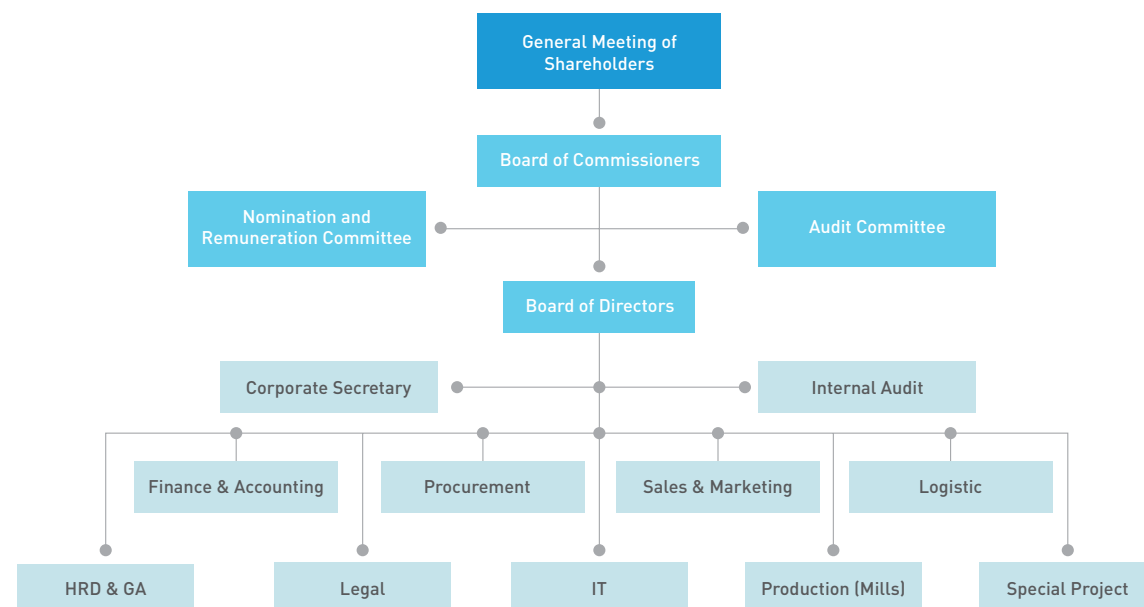 General Meeting of
Shareholders
Board of Commissioners
Nomination and
Remuneration Committee
Audit Committee
Board of Directors
Corporate Secretary
Internal Audit
Finance & Accounting
Procurement
Sales & Marketing
Logistic
HRD & GA
Legal
IT
Production (Mills)
Special Project